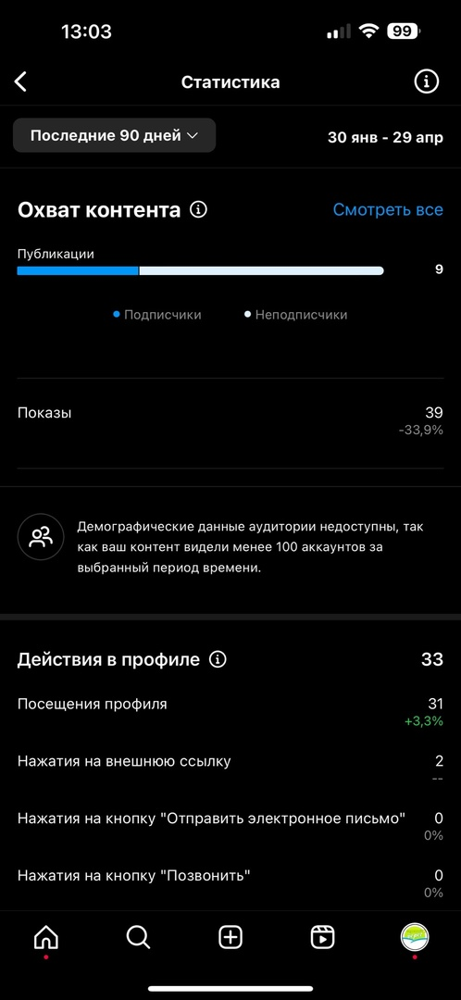 13:03
99
Статистика
Последние 90 дней
30 янв - 29 апр
Охват контента
Смотреть все
Публикации
9
Подписчики
Неподписчики
Показы
39
-33,9%
Демографические данные аудитории недоступны, так
как ваш контент видели менее 100 аккаунтов за
выбранный период времени.
Действия в профиле
33
Посещения профиля
31
+3,3%
Нажатия на внешнюю ссылку
2
--
Нажатия на кнопку "Отправить электронное письмо"
0
0%
Нажатия на кнопку "Позвонить"
0
0%